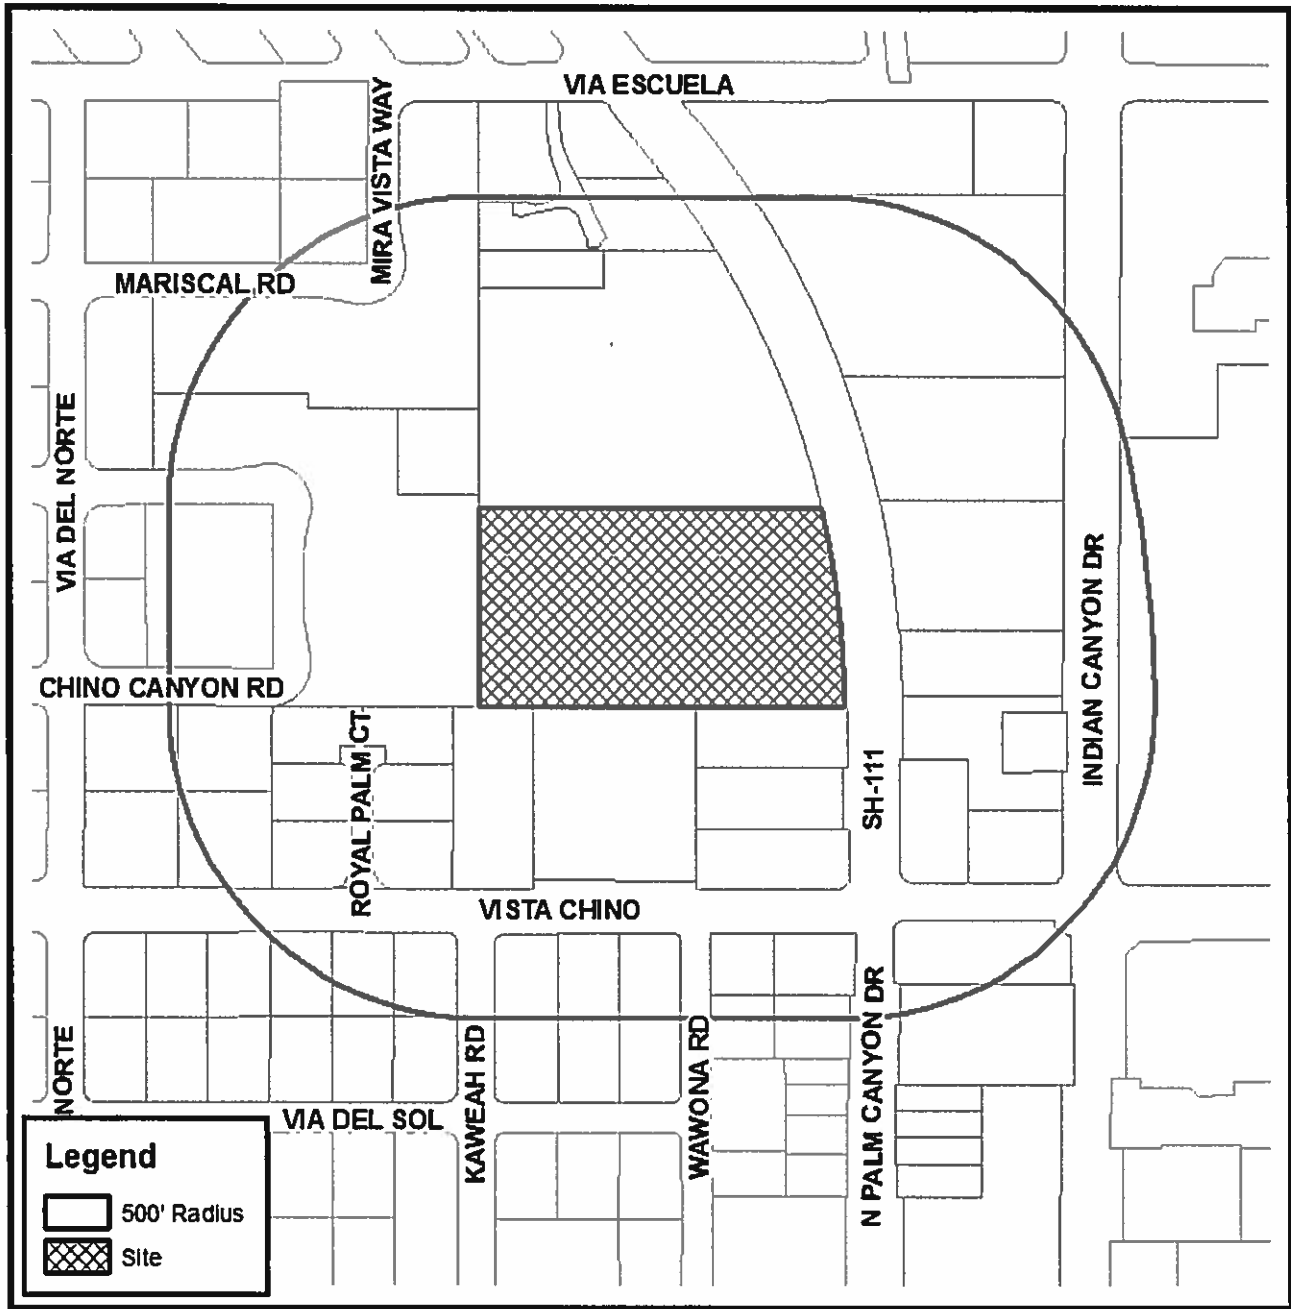 VIA ESCUELA
MIRA VISTA WAY
MARISCAL RD
VIA DEL NORTE
INDIAN CANYON DR
CHINO CANYON RD
ROYAL PALM CT
SH-111
VISTA CHINO
N PALM CANYON DR
NORTE
KAWEAH RD
WAWONA RD
VIA DEL SOL
Legend
500' Radius
Site